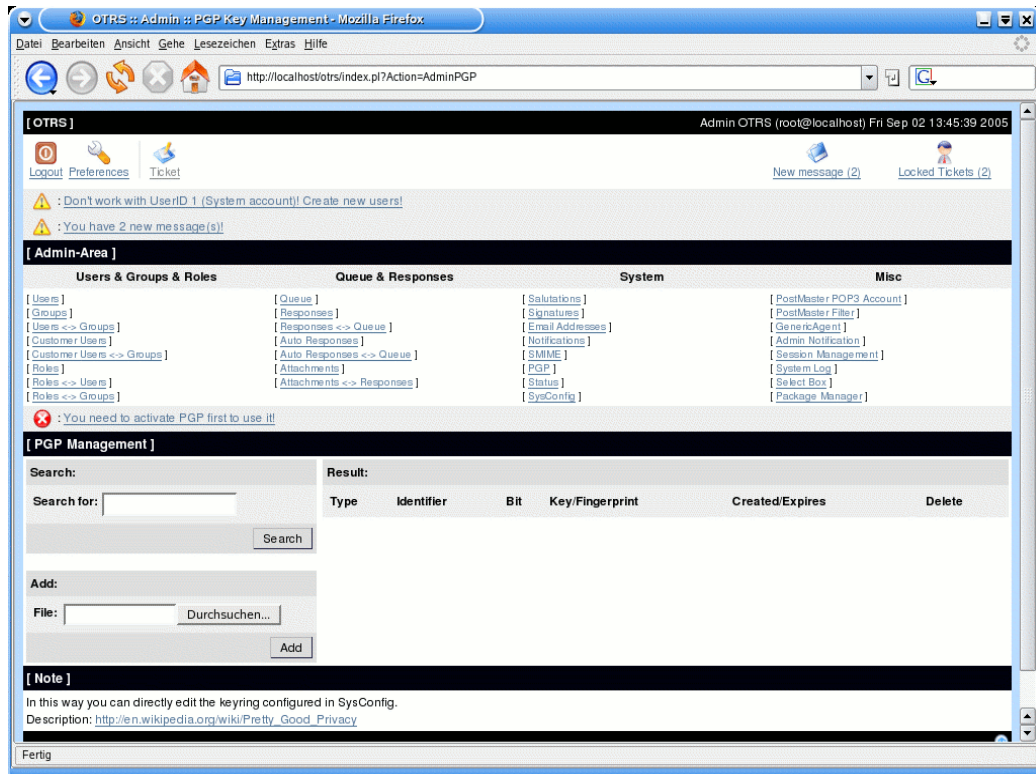 OTRS :: Admin :: PGP Key Management - Mozilla Firefox
Datei Bearbeiten Ansicht Gehe Lesezeichen Extras Hilfe
http://localhost/otrs/index.pl?Action=AdminPGP
G
[ OTRS ] Admin OTRS (root@localhost) Fri Sep 02 13:45:39 2005
Logout Preferences Ticket New message (2) Locked Tickets (2)
: Don't work with UserID 1 (System account)! Create new users!
: You have 2 new message(s)!
[ Admin-Area ]
Users & Groups & Roles Queue & Responses System Misc
[ Users ] [ Queue ] [ Salutations ] [ PostMaster POP3 Account ]
[ Groups ] [ Responses ] [ Signatures ] [ PostMaster Filter ]
[ Users <-> Groups ] [ Responses <-> Queue ] [ Email Addresses ] [ GenericAgent ]
[ Customer Users ] [ Auto Responses ] [ Notifications ] [ Admin Notification ]
[ Customer Users <-> Groups ] [ Auto Responses <-> Queue ] [ SMIME ] [ Session Management ]
[ Roles ] [ Attachments ] [ PGP ] [ System Log ]
[ Roles <-> Users ] [ Attachments <-> Responses ] [ Status ] [ Select Box ]
[ Roles <-> Groups ] [ SysConfig ] [ Package Manager ]
: You need to activate PGP first to use it!
[ PGP Management ]
Search: Result:
Search for: Type Identifier Bit Key/Fingerprint Created/Expires Delete
Search
Add:
File: Durchsuchen...
Add
[ Note ]
In this way you can directly edit the keyring configured in SysConfig.
Description: http://en.wikipedia.org/wiki/Pretty_Good_Privacy
Fertig